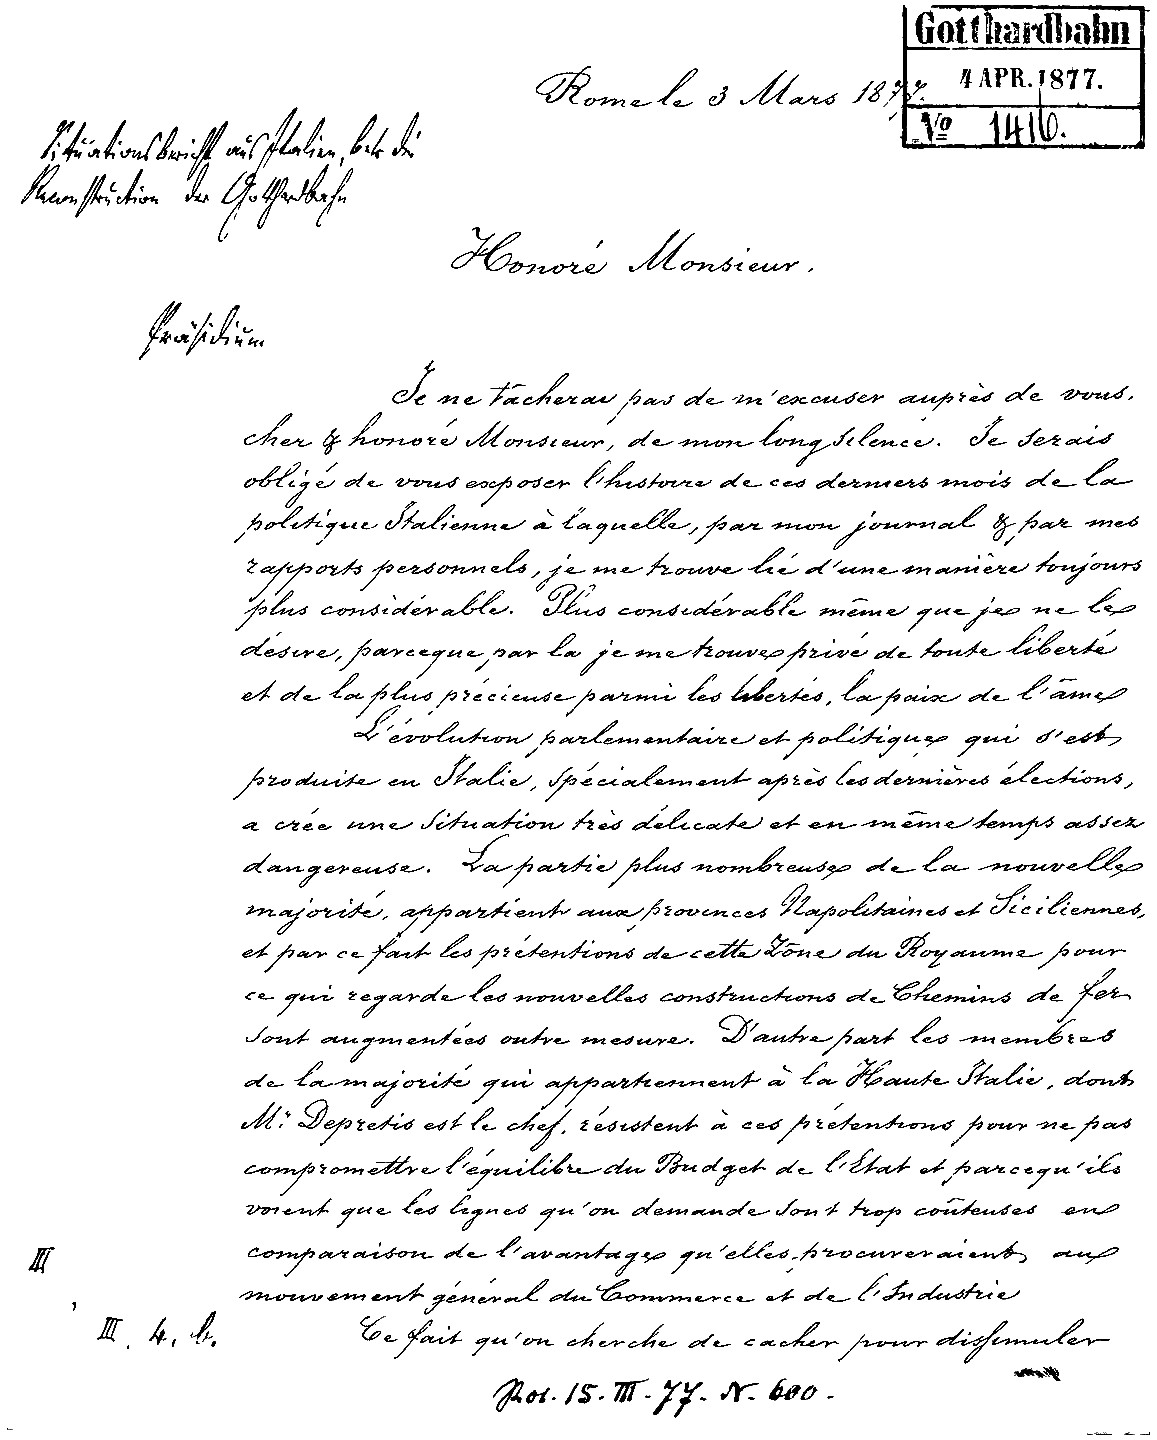 Gotthardbahn
4 APR. 1877.
No 1416.
Rome le 3 Mars 1877.
Situationsbericht aus Italien, betr die
Reconstruction der Gotthardbahn
Honoré Monsieur.
Präsidium
Je ne tâcherai pas de m'excuser auprès de vous.
cher & honoré Monsieur, de mon long silence. Je serais
obligé de vous exposer l'histoire de ces derniers mois de la
politique Italienne à laquelle, par mon journal & par mes
rapports personnels, je me trouve lié d'une manière toujours
plus considérable. Plus considérable même que je ne le
désire, parceque par la je me trouve privé de toute liberté
et de la plus précieuse parmi les libertés, la paix de l'âme
L'évolution parlementaire et politique qui s'est
produite en Italie, spécialement après les dernières élections,
a crée une situation très délicate et en même temps assez
dangereuse. La partie plus nombreuse de la nouvelle
majorité, appartient aux provinces Napolitaines et Siciliennes,
et par ce fait les prétentions de cette Zône du Royaume pour
ce qui regarde les nouvelles constructions de Chemins de fer
sont augmentées outre mesure. D'autre part les membres
de la majorité qui appartiennent à la Haute Italie, dont
Mr. Depretis est le chef, résistent à ces prétentions pour ne pas
compromettre l'équilibre du Budget de l'Etat et parcequ'ils
voient que les lignes qu'on demande sont trop coûteuses en
comparaison de l'avantage qu'elles procureraient au
mouvement général du Commerce et de l'Industrie
Ce fait qu'on cherche de cacher pour dissimuler
III
III. 4. b.
15. III. 77. N. 600.